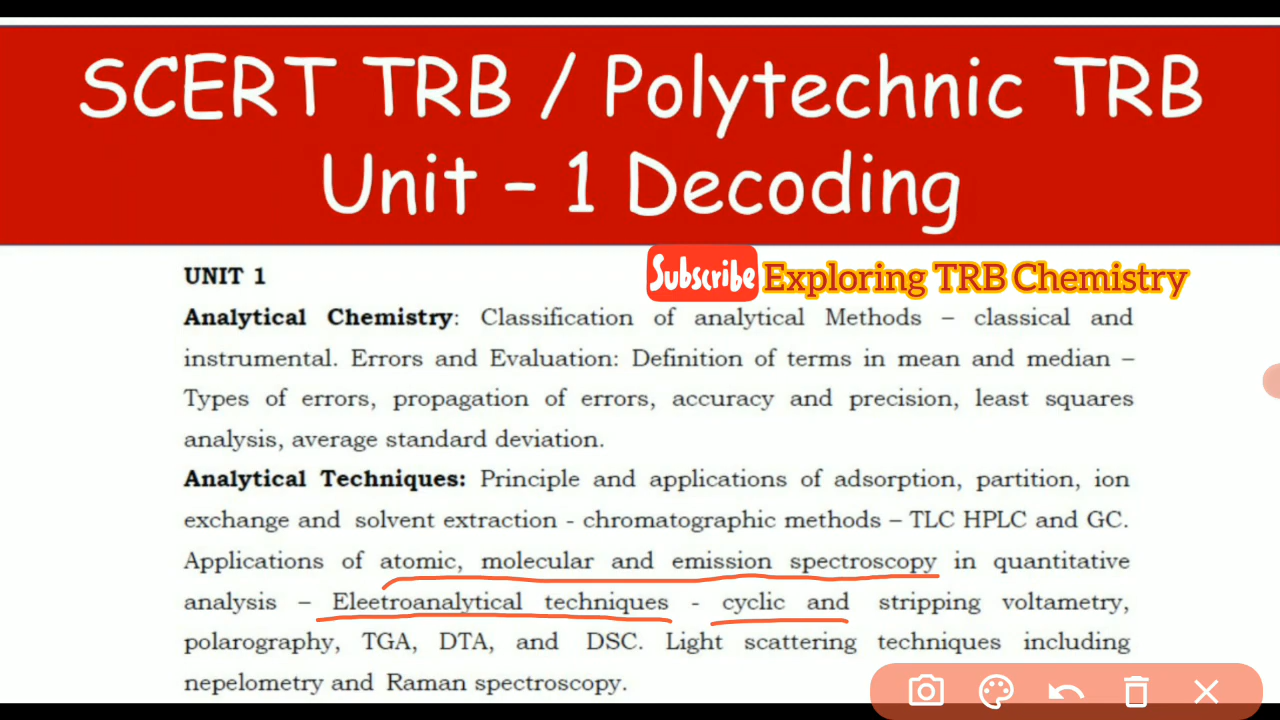 SCERT TRB / Polytechnic TRB
Unit – 1 Decoding
Subscribe Exploring TRB Chemistry
UNIT 1
Analytical Chemistry: Classification of analytical Methods – classical and
instrumental. Errors and Evaluation: Definition of terms in mean and median –
Types of errors, propagation of errors, accuracy and precision, least squares
analysis, average standard deviation.
Analytical Techniques: Principle and applications of adsorption, partition, ion
exchange and solvent extraction - chromatographic methods – TLC HPLC and GC.
Applications of atomic, molecular and emission spectroscopy in quantitative
analysis – Eleetroanalytical techniques - cyclic and stripping voltametry,
polarography, TGA, DTA, and DSC. Light scattering techniques including
nepelometry and Raman spectroscopy.